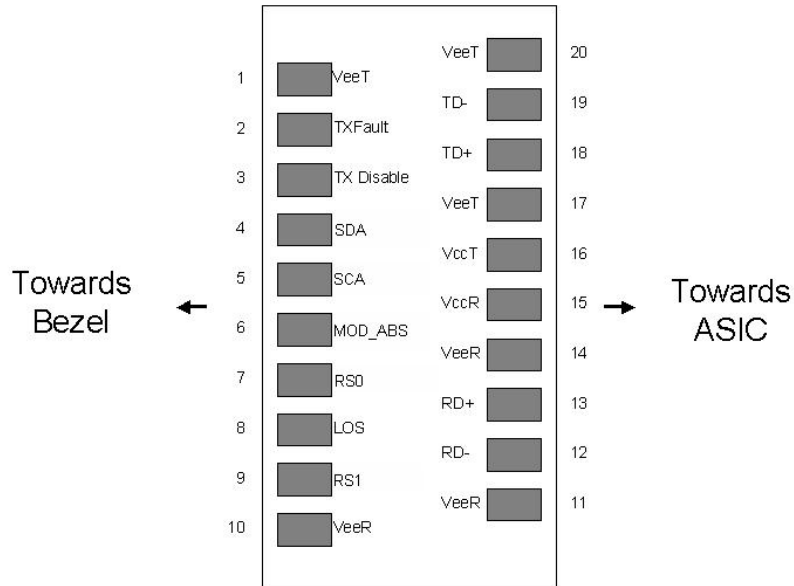 Towards
Bezel
1 VeeT
2 TXFault
3 TX Disable
4 SDA
5 SCA
6 MOD_ABS
7 RS0
8 LOS
9 RS1
10 VeeR
VeeT 20
TD- 19
TD+ 18
VeeT 17
VccT 16
VccR 15
VeeR 14
RD+ 13
RD- 12
VeeR 11
Towards
ASIC